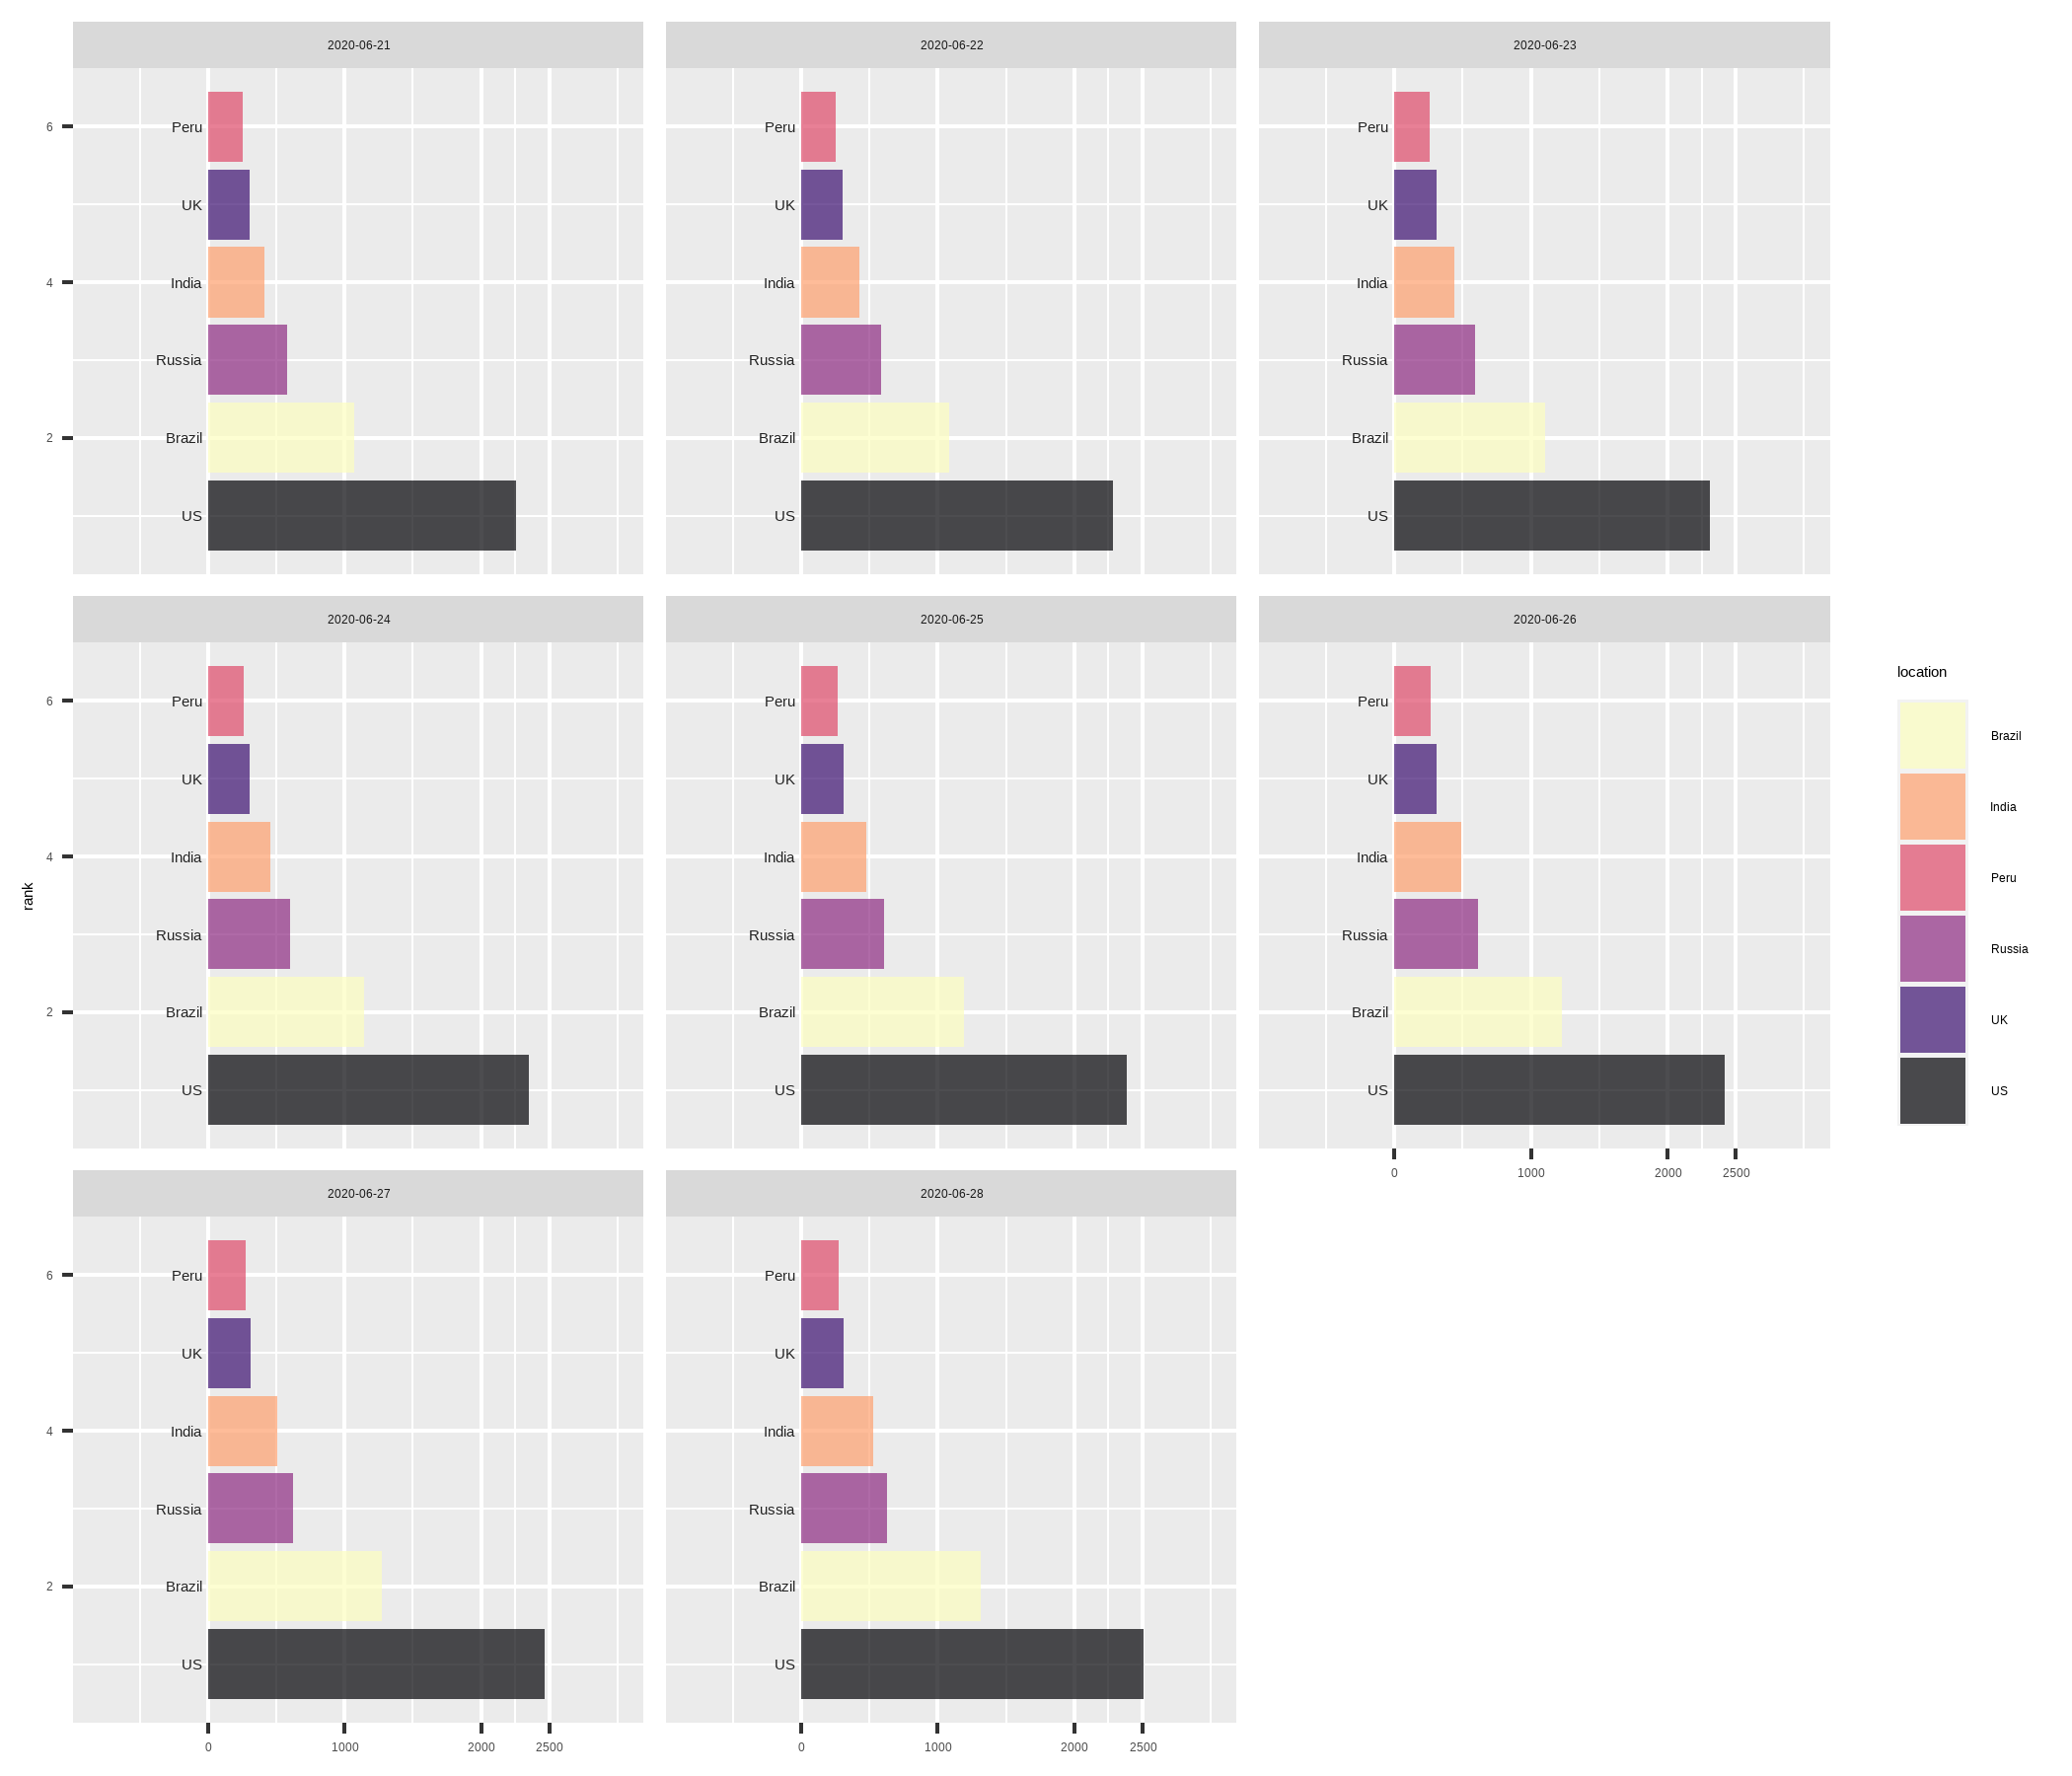 2020-06-21
2020-06-22
2020-06-23
6
Peru
Peru
Peru
UK
UK
UK
4
India
India
India
Russia
Russia
Russia
2
Brazil
Brazil
Brazil
US
US
US
2020-06-24
2020-06-25
2020-06-26
6
Peru
Peru
Peru
UK
UK
UK
4
India
India
India
Russia
Russia
Russia
2
Brazil
Brazil
Brazil
US
US
US
0 1000 2000 2500
rank
location
Brazil
India
Peru
Russia
UK
US
2020-06-27
2020-06-28
6
Peru
Peru
UK
UK
4
India
India
Russia
Russia
2
Brazil
Brazil
US
US
0 1000 2000 2500
0 1000 2000 2500